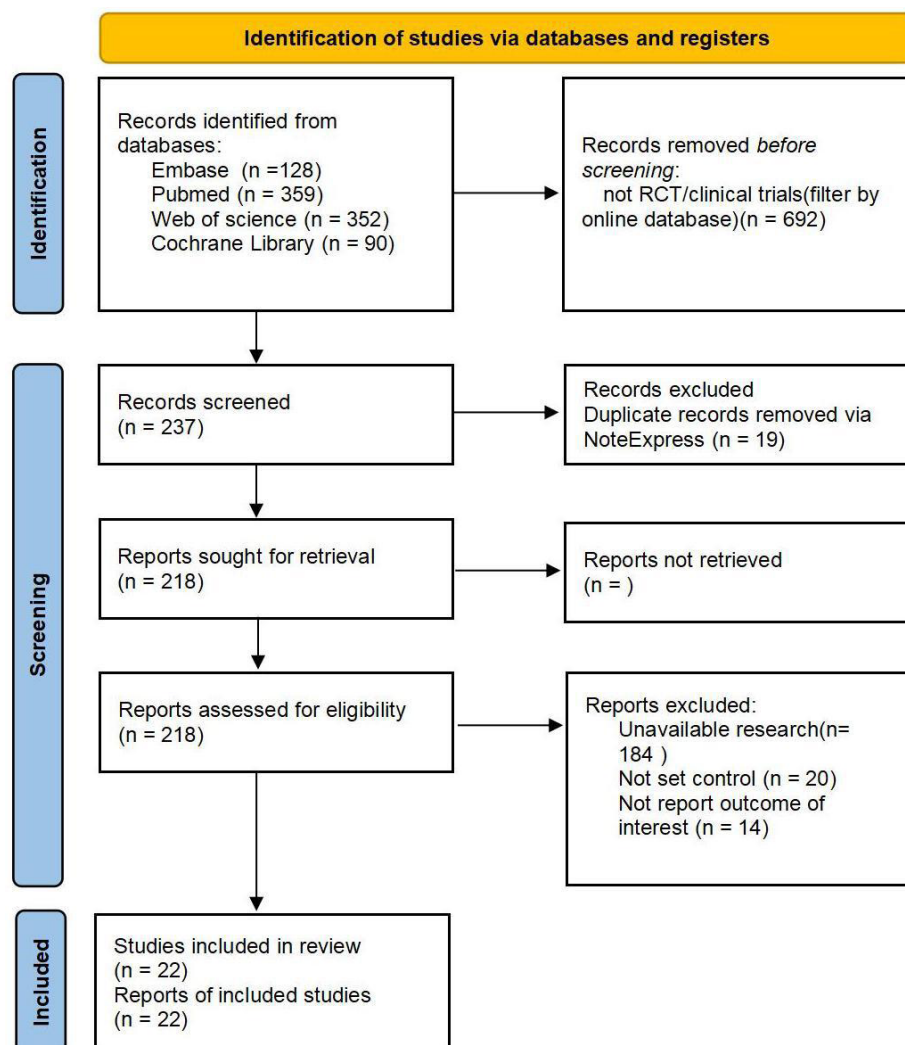 Identification of studies via databases and registers
Identification
Records identified from
databases:
Embase (n =128)
Pubmed (n = 359)
Web of science (n = 352)
Cochrane Library (n = 90)
Records removed before
screening:
not RCT/clinical trials(filter by
online database)(n = 692)
Screening
Records screened
(n = 237)
Records excluded
Duplicate records removed via
NoteExpress (n = 19)
Reports sought for retrieval
(n = 218)
Reports not retrieved
(n = )
Reports assessed for eligibility
(n = 218)
Reports excluded:
Unavailable research(n=
184 )
Not set control (n = 20)
Not report outcome of
interest (n = 14)
Included
Studies included in review
(n = 22)
Reports of included studies
(n = 22)